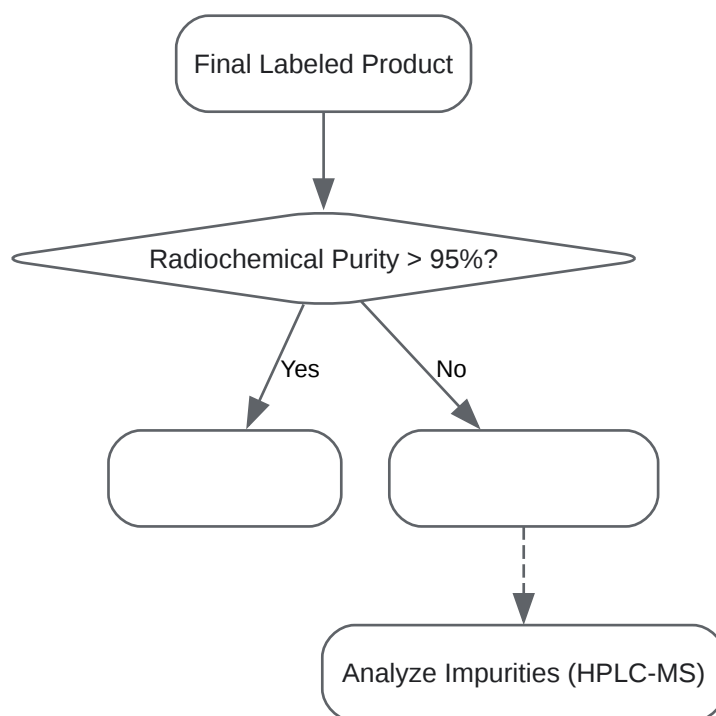 Final Labeled Product
Radiochemical Purity > 95%?
Yes
No
Analyze Impurities (HPLC-MS)